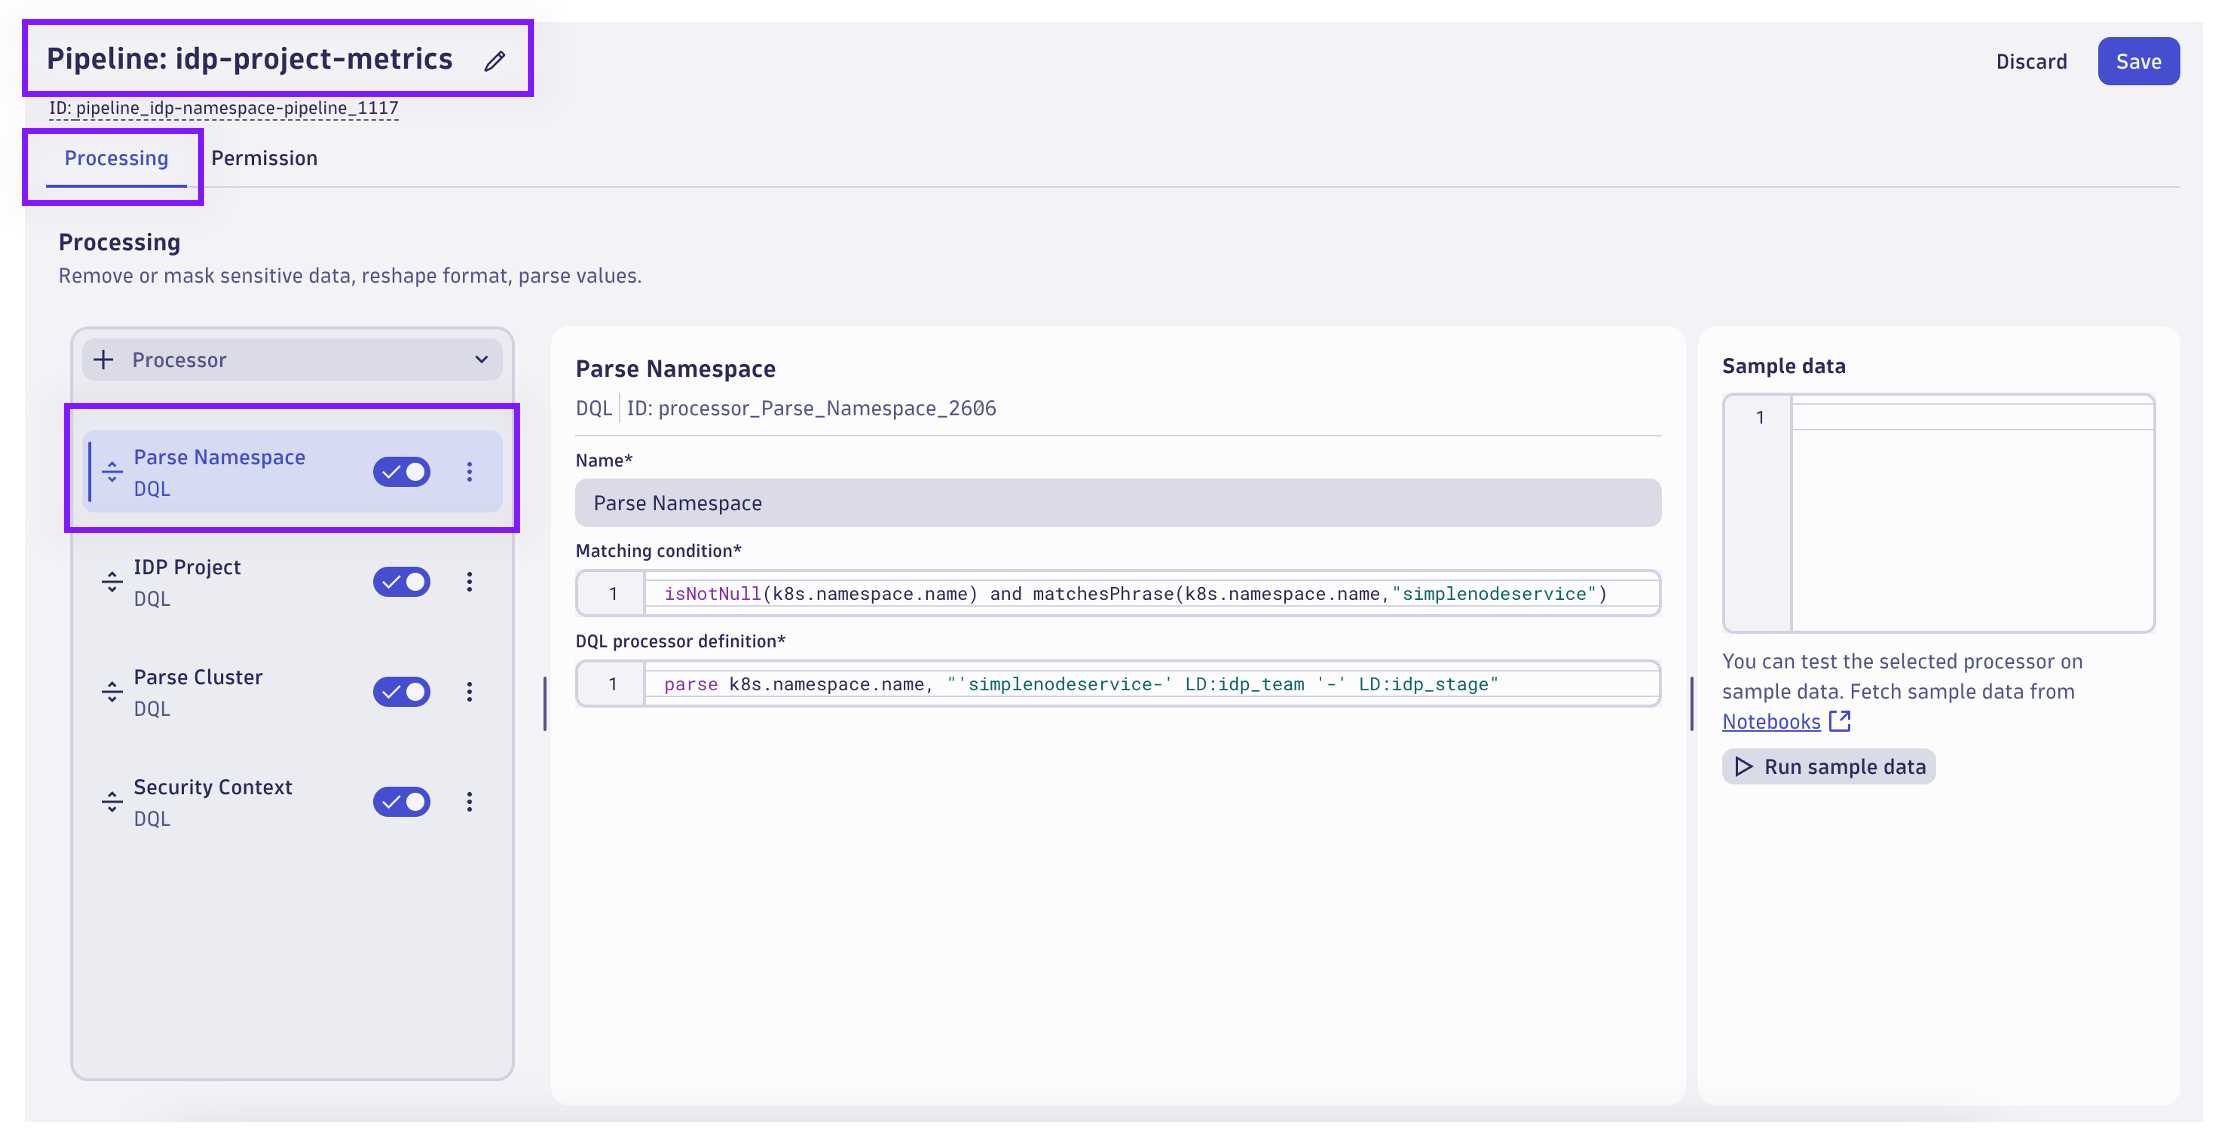 Pipeline: idp-project-metrics
Discard
Save
ID: pipeline_idp-namespace-pipeline_1117
Processing
Permission
Processing
Remove or mask sensitive data, reshape format, parse values.
Processor
Parse Namespace
DQL
IDP Project
DQL
Parse Cluster
DQL
Security Context
DQL
Parse Namespace
DQL
ID: processor_Parse_Namespace_2606
Name*
Parse Namespace
Matching condition*
1
isNotNull(k8s.namespace.name) and matchesPhrase(k8s.namespace.name,"simplenodeservice")
DQL processor definition*
1
parse k8s.namespace.name, "'simplenodeservice-' LD:idp_team '-' LD:idp_stage"
Sample data
1
You can test the selected processor on
sample data. Fetch sample data from
Notebooks
Run sample data